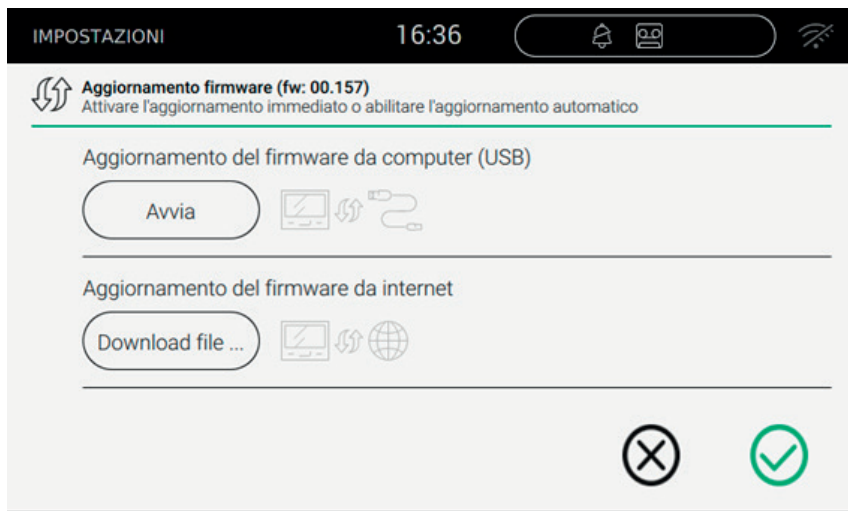 IMPOSTAZIONI 16:36
Aggiornamento firmware (fw: 00.157)
Attivare l'aggiornamento immediato o abilitare l'aggiornamento automatico
Aggiornamento del firmware da computer (USB)
Avvia
Aggiornamento del firmware da internet
Download file ...